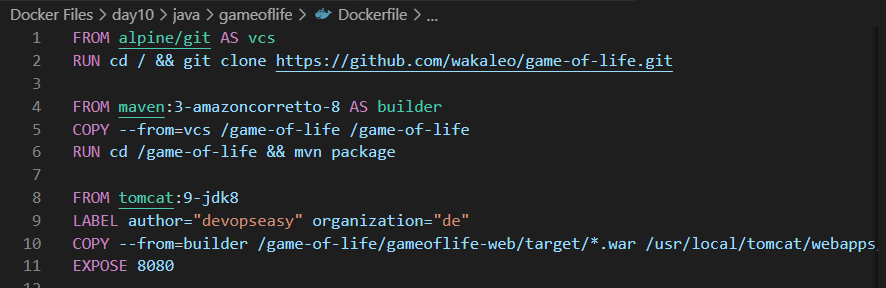 Docker Files > day10 > java > gameoflife > Dockerfile > ...
1 FROM alpine/git AS vcs
2 RUN cd / && git clone https://github.com/wakaleo/game-of-life.git
3
4 FROM maven:3-amazoncorretto-8 AS builder
5 COPY --from=vcs /game-of-life /game-of-life
6 RUN cd /game-of-life && mvn package
7
8 FROM tomcat:9-jdk8
9 LABEL author="devopseasy" organization="de"
10 COPY --from=builder /game-of-life/gameoflife-web/target/*.war /usr/local/tomcat/webapps/
11 EXPOSE 8080
12